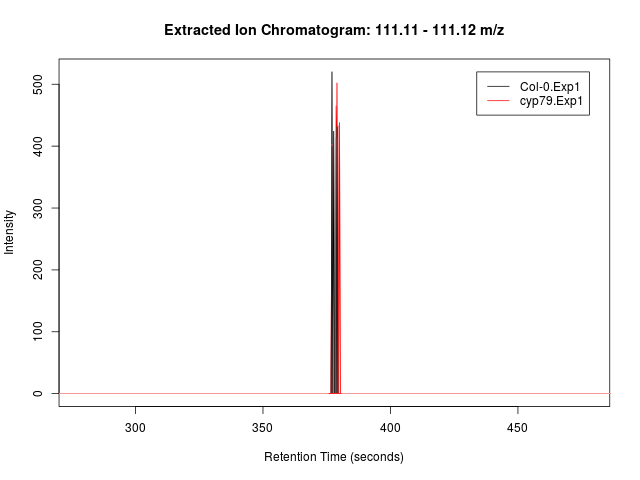 Extracted Ion Chromatogram: 111.11 - 111.12 m/z
Col-0.Exp1
cyp79.Exp1
Intensity
500
400
300
200
100
0
300 350 400 450
Retention Time (seconds)